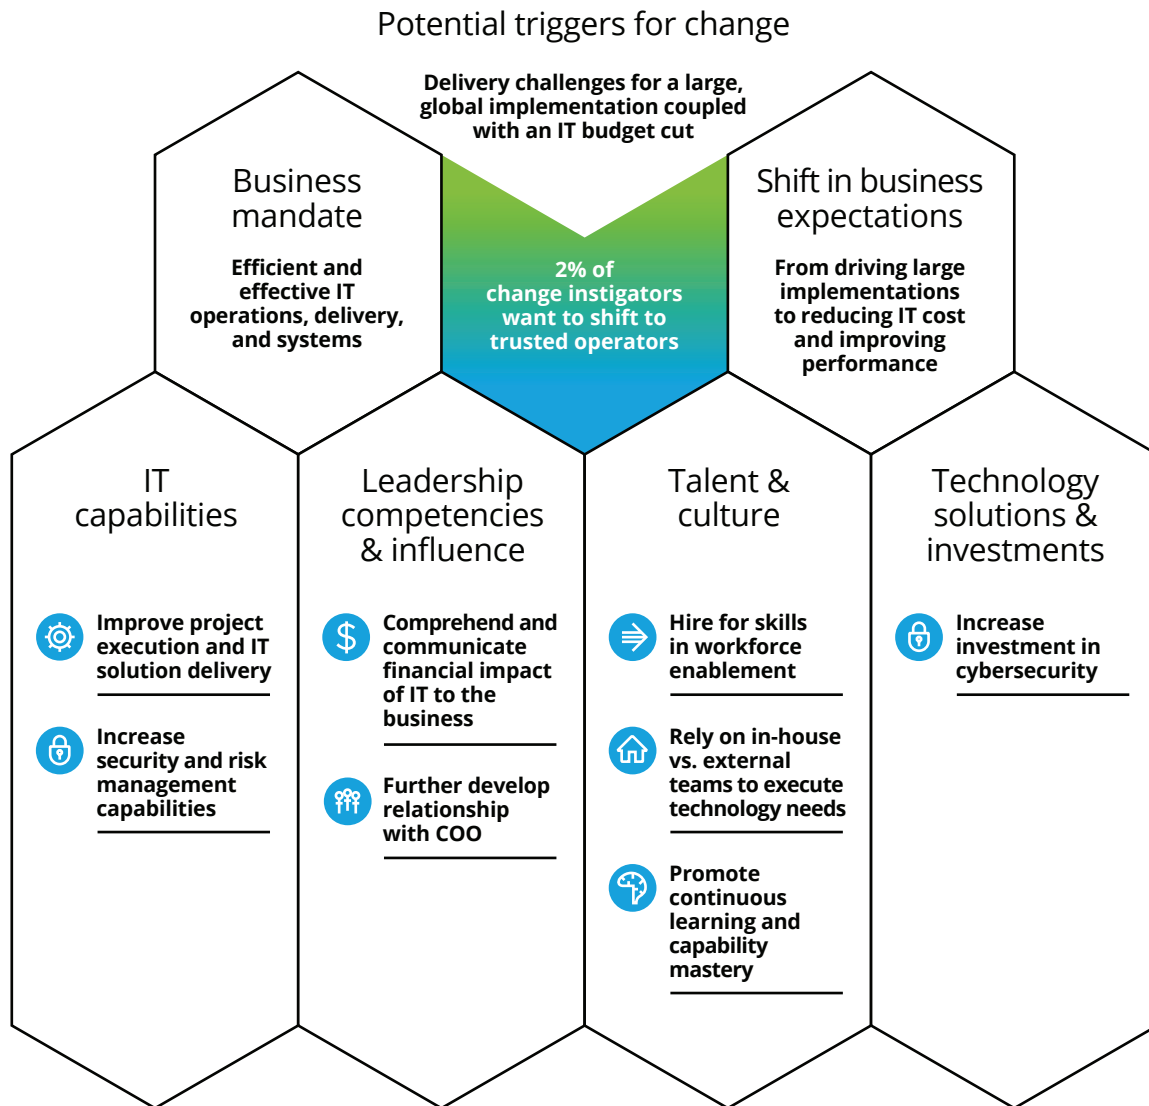 Potential triggers for change
Delivery challenges for a large,
global implementation coupled
with an IT budget cut
Business
mandate
Efficient and
effective IT
operations, delivery,
and systems
2% of
change instigators
want to shift to
trusted operators
Shift in business
expectations
From driving large
implementations
to reducing IT cost
and improving
performance
IT
capabilities
Improve project
execution and IT
solution delivery
Increase
security and risk
management
capabilities
Leadership
competencies
& influence
Comprehend and
communicate
financial impact
of IT to the
business
Further develop
relationship
with COO
Talent &
culture
Hire for skills
in workforce
enablement
Rely on in-house
vs. external
teams to execute
technology needs
Promote
continuous
learning and
capability
mastery
Technology
solutions &
investments
Increase
investment in
cybersecurity